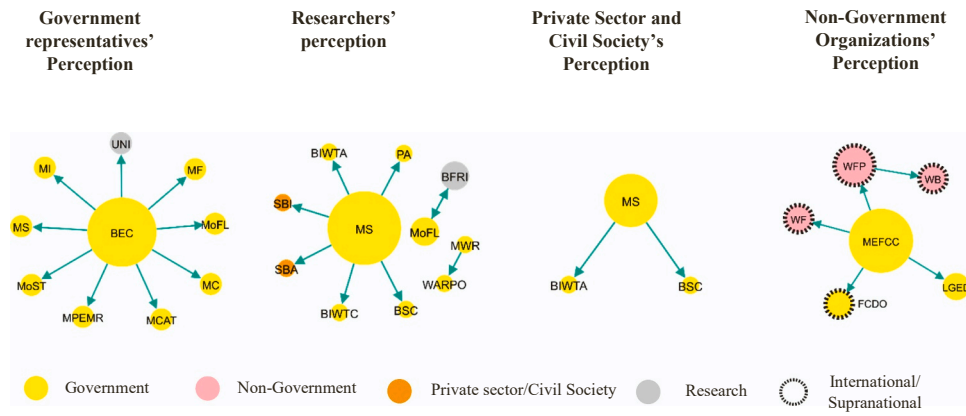 Government
representatives’
Perception
Researchers’
perception
Private Sector and
Civil Society’s
Perception
Non-Government
Organizations’
Perception
UNI
MI
MF
MS
BEC
MoFL
MoST
MC
MPEMR
MCAT
BIWTA
PA
BFRI
SBI
MS
MoFL
MWR
SBA
WARPO
BIWTC
BSC
MS
BIWTA
BSC
WFP
WB
WF
MEFCC
LGED
FCDO
Government
Non-Government
Private sector/Civil Society
Research
International/
Supranational